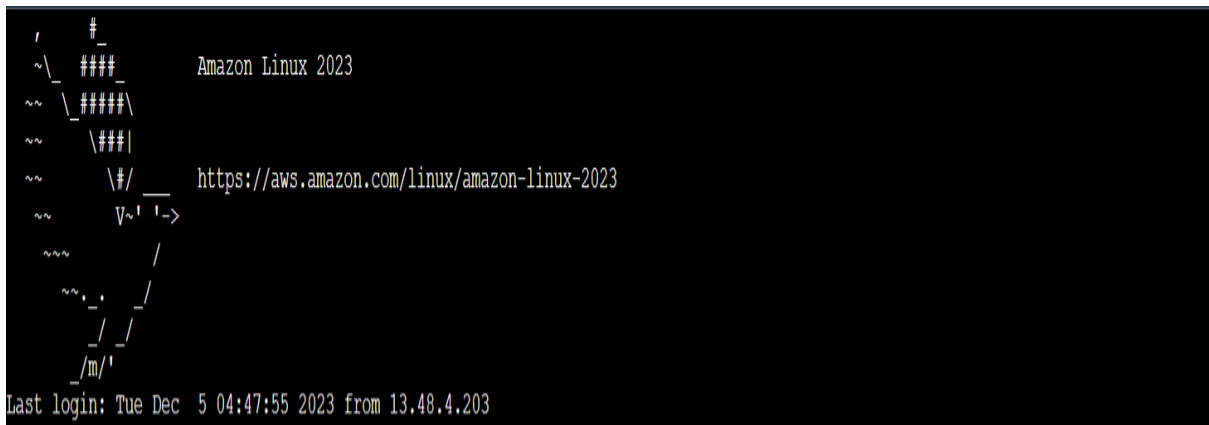 ,     #_
   ~\_  ####_        Amazon Linux 2023
  ~~  \_#####\
  ~~     \###|
  ~~       \#/ ___   https://aws.amazon.com/linux/amazon-linux-2023
   ~~       V~' '->
    ~~~         /
      ~~._.   _/
         _/ _/
       _/m/'
Last login: Tue Dec  5 04:47:55 2023 from 13.48.4.203